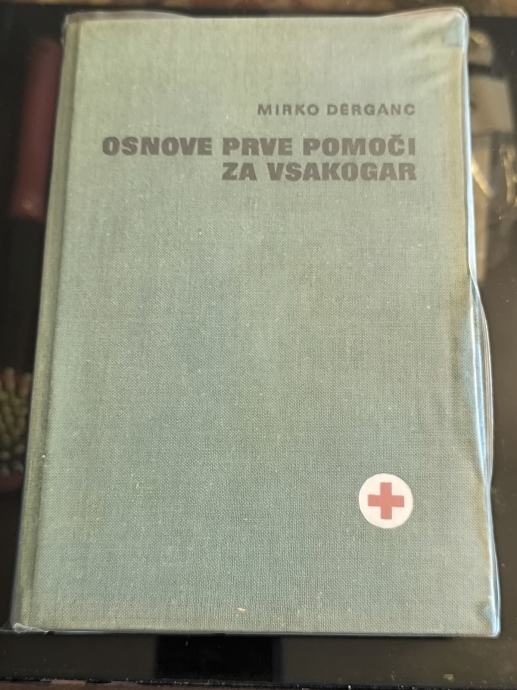 MIRKO DERGANC
OSNOVE PRVE POMOČI
ZA VSAKOGAR